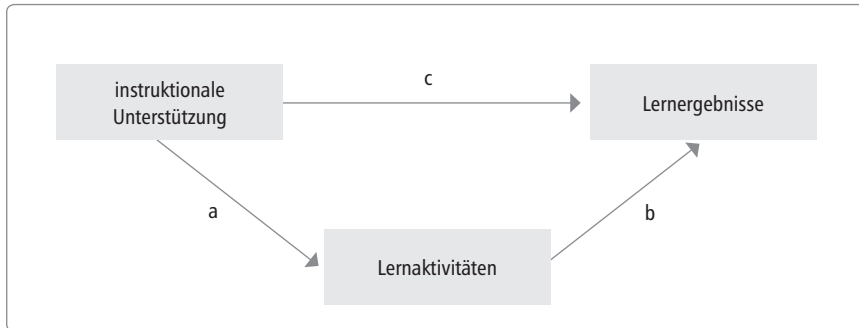 instruktionale
Unterstützung
c
Lernergebnisse
a
b
Lernaktivitäten